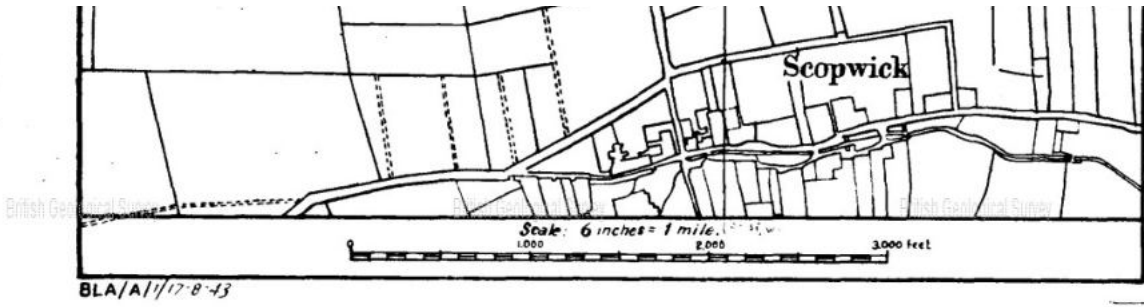 Scopwick
British Geological Survey British Geological Survey British Geological Survey
Scale: 6 inches = 1 mile.
0 1.000 2.000 3.000 feet
BLA/A/1/17·8·43